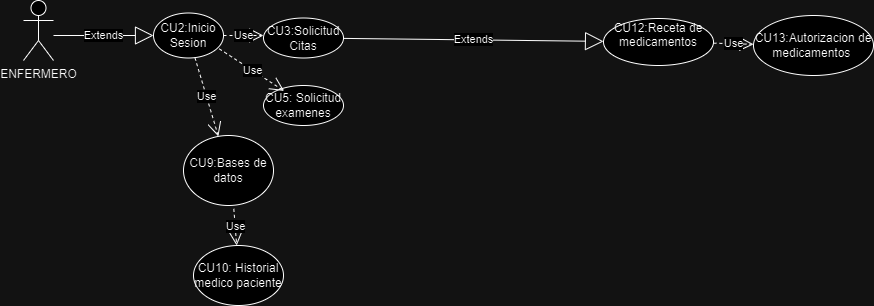 ENFERMERO
Extends
CU2:Inicio
Sesion
Use
CU3:Solicitud
Citas
Extends
CU12:Receta de
medicamentos
Use
CU13:Autorizacion de
medicamentos
Use
CU5: Solicitud
examenes
Use
CU9:Bases de
datos
Use
CU10: Historial
medico paciente